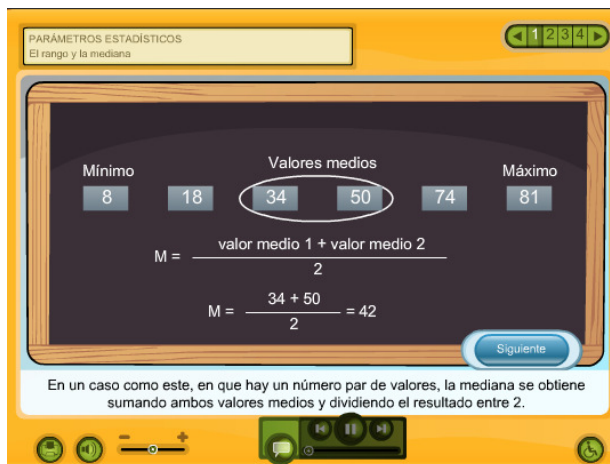 PARÁMETROS ESTADÍSTICOS
El rango y la mediana
1 2 3 4
Mínimo
Valores medios
Máximo
8 18 34 50 74 81
M = valor medio 1 + valor medio 2
2
M = 34 + 50 = 42
2
Siguiente
En un caso como este, en que hay un número par de valores, la mediana se obtiene
sumando ambos valores medios y dividiendo el resultado entre 2.